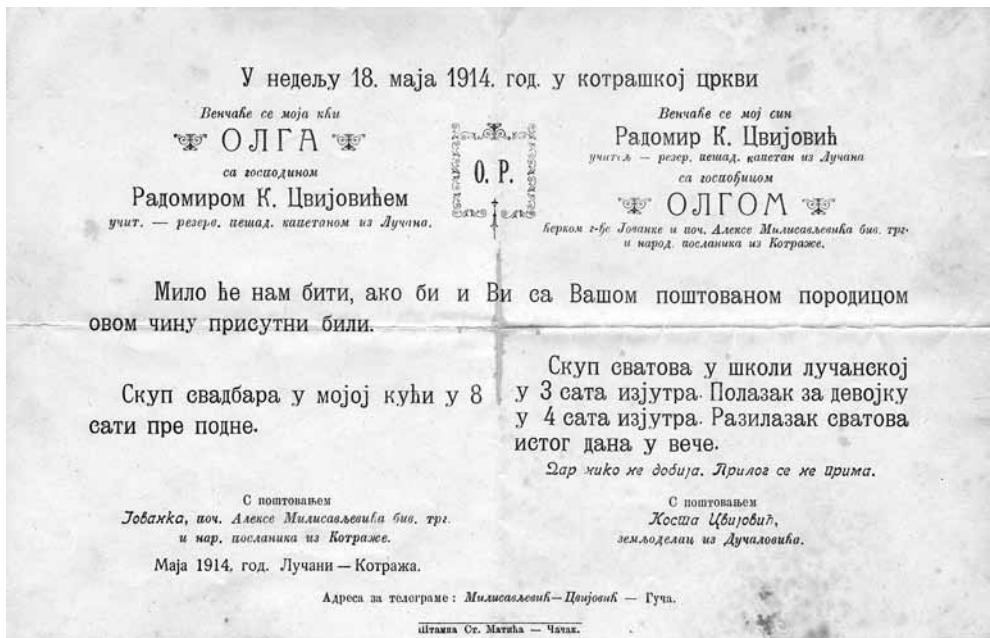 У недељу 18. маја 1914. год. у котрашкој цркви
Венчаће се моја кћи
ОЛГА
са господином
Радомиром К. Цвијовићем
учит. — резерв. пешад. капетаном из Лучана.
О. Р.
Венчаће се мој син
Радомир К. Цвијовић
учитељ — резер. пешад. капетан из Лучана
са госпођицом
ОЛГОМ
ћерком г-ђе Јованке и поч. Алексе Милисављевића бив. трг.
и народ. посланика из Котраже.
Мило ће нам бити, ако би и Ви са Вашом поштованом породицом
овом чину присутни били.
Скуп свадбара у мојој кући у 8
сати пре подне.
Скуп сватова у школи лучанској
у 3 сата изјутра. Полазак за девојку
у 4 сата изјутра. Разилазак сватова
истог дана у вече.
Дар нико не добија. Прилог се не прима.
С поштовањем
Јованка, поч. Алексе Милисављевића бив. трг.
и нар. посланика из Котраже.
Маја 1914. год. Лучани — Котража.
С поштовањем
Коста Цвијовић,
земљоделац из Дучаловића.
Адреса за телеграме: Милисављевић—Цвијовић — Гуча.
Штампа Ст. Матића — Чачак.